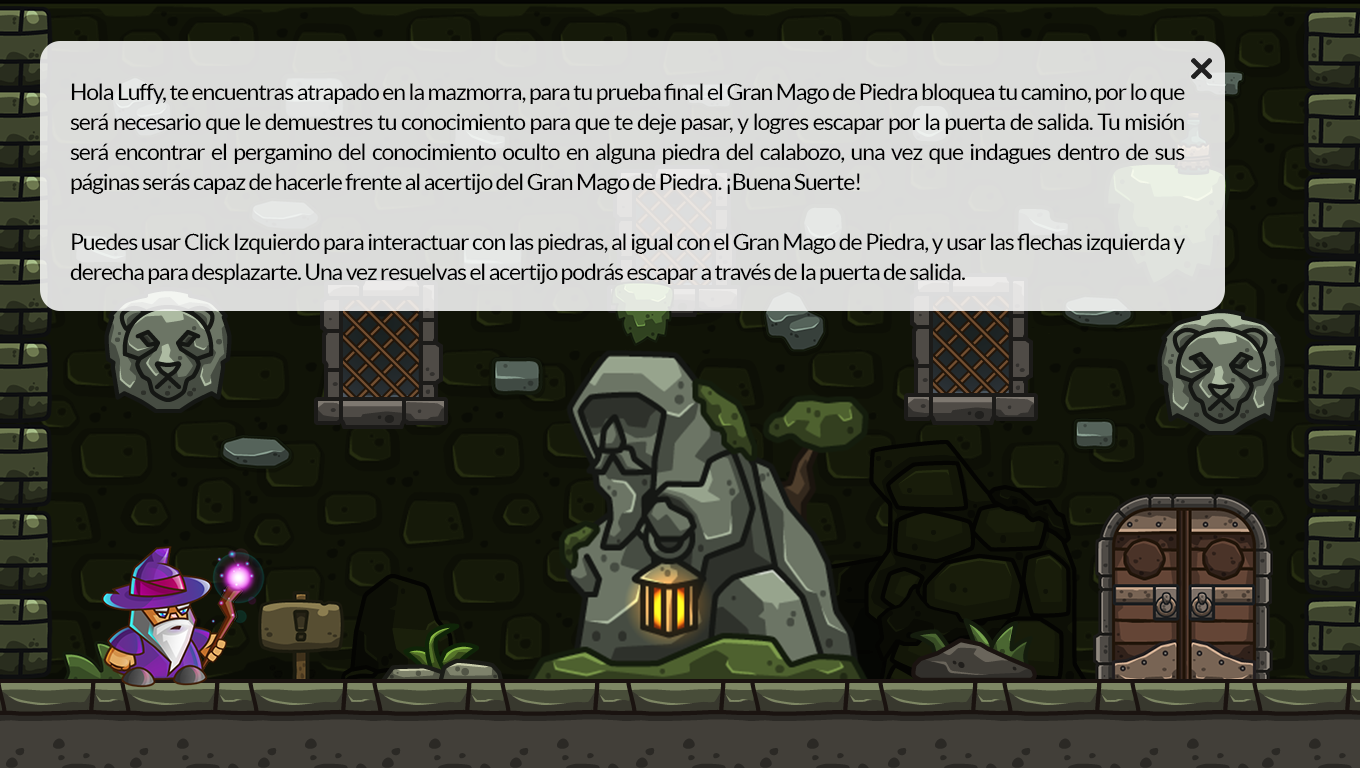 Hola Luffy, te encuentras atrapado en la mazmorra, para tu prueba final el Gran Mago de Piedra bloquea tu camino, por lo que
será necesario que le demuestres tu conocimiento para que te deje pasar, y logres escapar por la puerta de salida. Tu misión
será encontrar el pergamino del conocimiento oculto en alguna piedra del calabozo, una vez que indagues dentro de sus
páginas serás capaz de hacerle frente al acertijo del Gran Mago de Piedra. ¡Buena Suerte!
Puedes usar Click Izquierdo para interactuar con las piedras, al igual con el Gran Mago de Piedra, y usar las flechas izquierda y
derecha para desplazarte. Una vez resuelvas el acertijo podrás escapar a través de la puerta de salida.